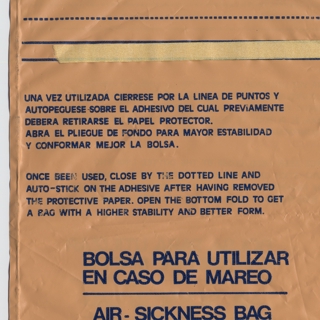 UNA VEZ UTILIZADA CIERRESE POR LA LINEA DE PUNTOS Y
AUTOPEGUESE SOBRE EL ADHESIVO DEL CUAL PREVIAMENTE
DEBERA RETIRARSE EL PAPEL PROTECTOR.
ABRA EL PLIEGUE DE FONDO PARA MAYOR ESTABILIDAD
Y CONFORMAR MEJOR LA BOLSA.
ONCE BEEN USED, CLOSE BY THE DOTTED LINE AND
AUTO-STICK ON THE ADHESIVE AFTER HAVING REMOVED
THE PROTECTIVE PAPER. OPEN THE BOTTOM FOLD TO GET
A BAG WITH A HIGHER STABILITY AND BETTER FORM.
BOLSA PARA UTILIZAR
EN CASO DE MAREO
AIR- SICKNESS BAG